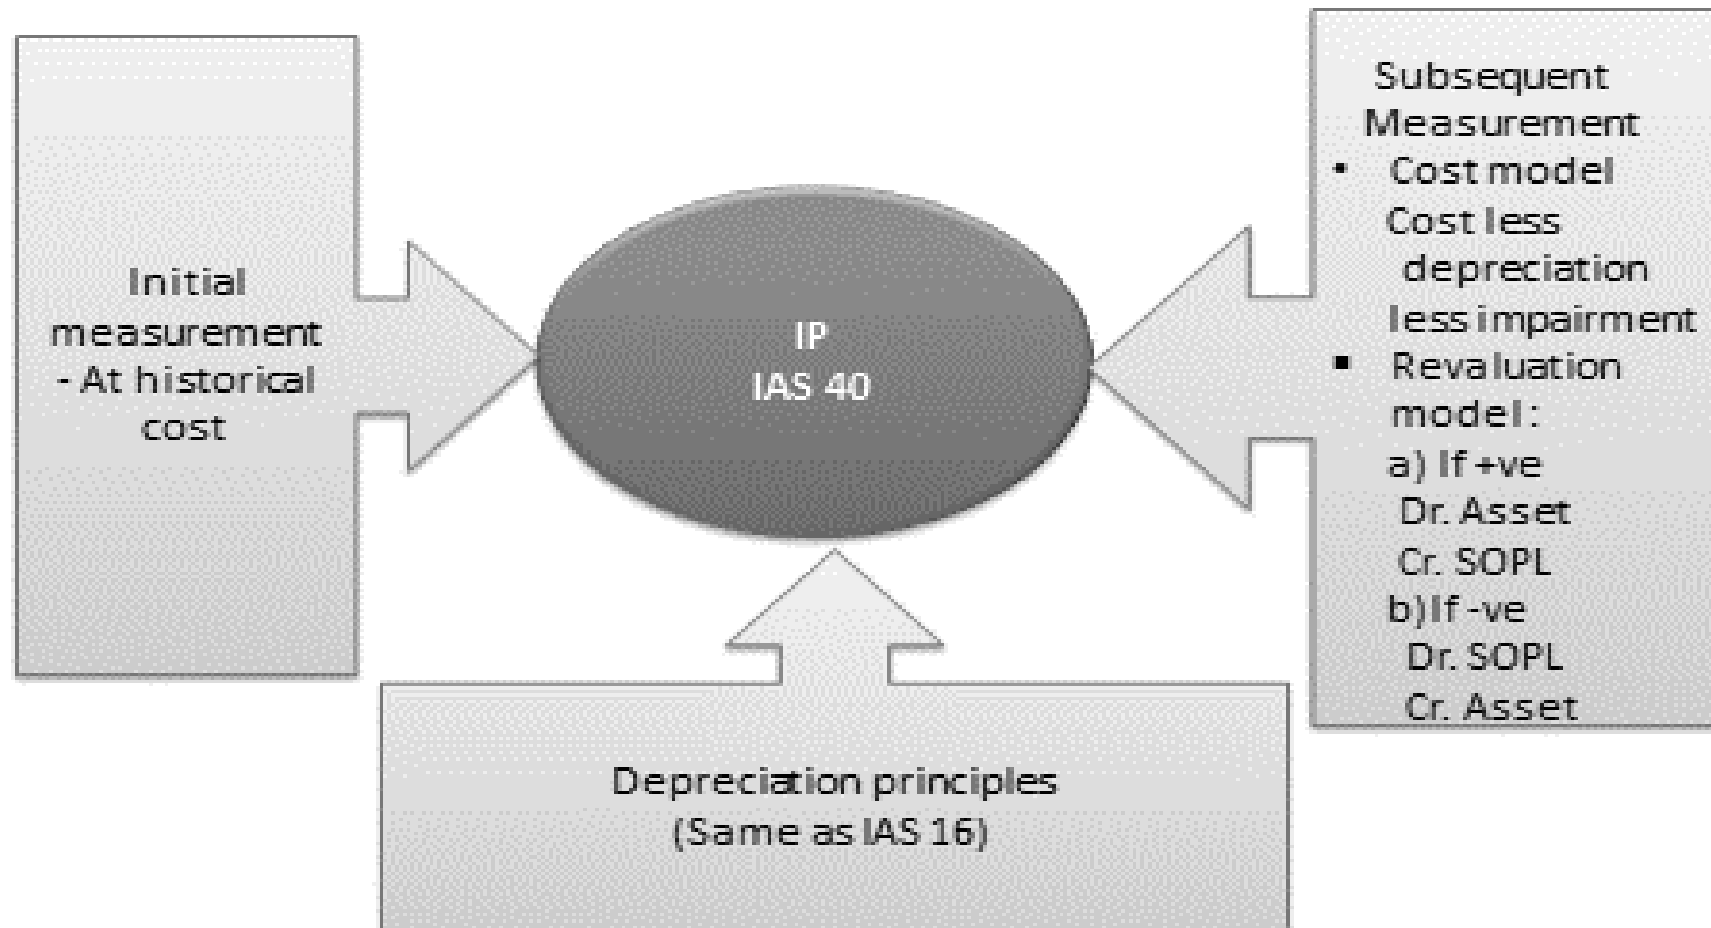 Initial
measurement
- At historical
cost
IP
IAS 40
Subsequent
Measurement
• Cost model
Cost less
depreciation
less impairment
▪ Revaluation
model :
a) If +ve
Dr. Asset
Cr. SOPL
b)If -ve
Dr. SOPL
Cr. Asset
Depreciation principles
(Same as IAS 16)